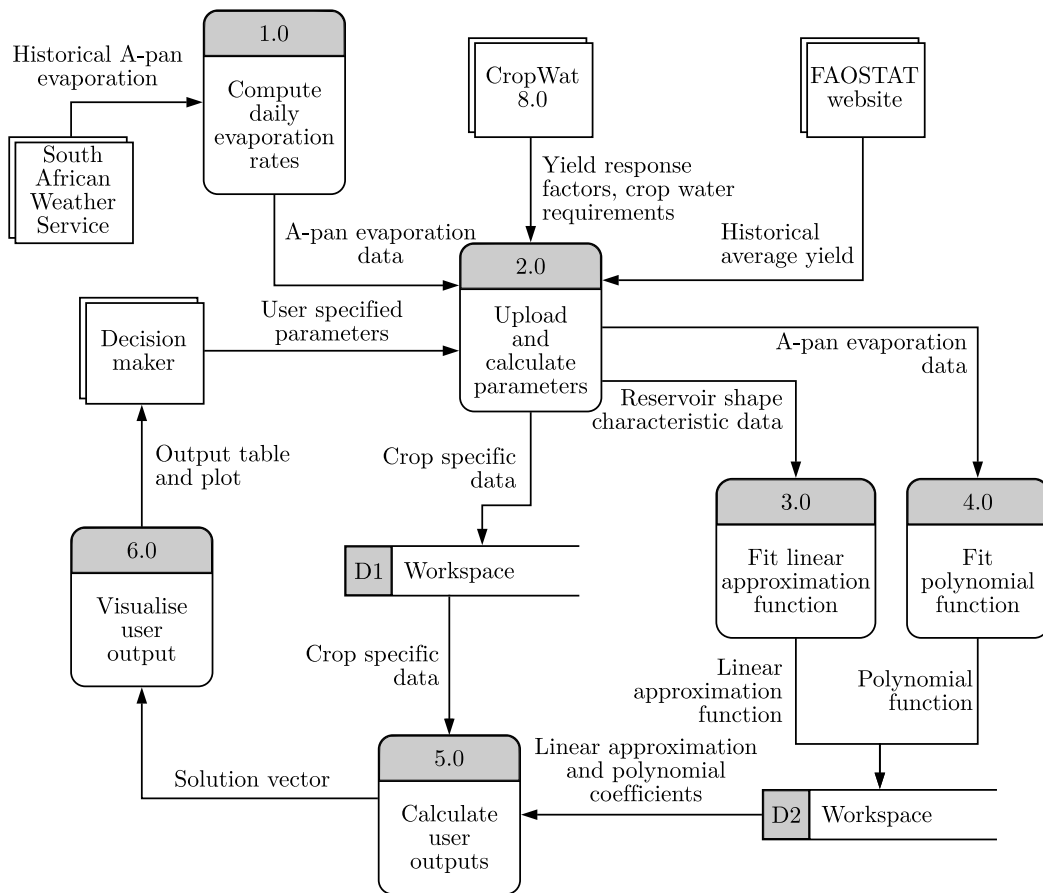 1.0
Compute
daily
evaporation
rates
Historical A-pan
evaporation
South
African
Weather
Service
CropWat
8.0
FAOSTAT
website
Yield response
factors, crop water
requirements
Historical
average yield
A-pan evaporation
data
2.0
Upload
and
calculate
parameters
User specified
parameters
Decision
maker
A-pan evaporation
data
Reservoir shape
characteristic data
Output table
and plot
Crop specific
data
3.0
Fit linear
approximation
function
4.0
Fit
polynomial
function
6.0
Visualise
user
output
D1
Workspace
Crop specific
data
Linear
approximation
function
Polynomial
function
5.0
Calculate
user
outputs
Solution vector
Linear approximation
and polynomial
coefficients
D2
Workspace